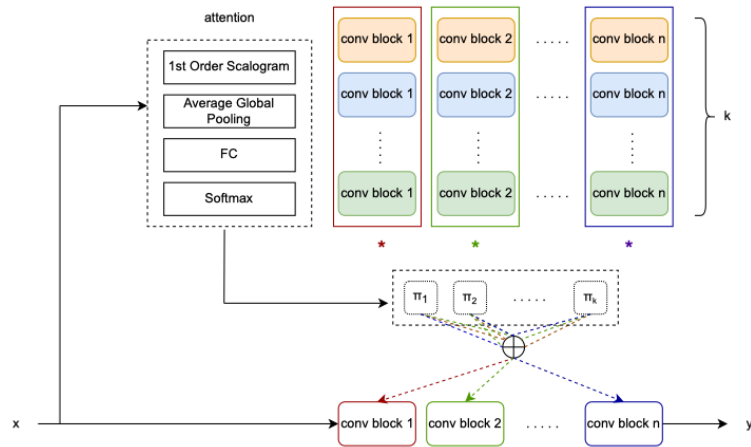 attention
1st Order Scalogram
Average Global
Pooling
FC
Softmax
conv block 1
conv block 2
. . . . .
conv block n
conv block 1
conv block 2
. . . . .
conv block n
conv block 1
conv block 2
. . . . .
conv block n
k
* * *
π1
π2
. . . . .
πk
x
conv block 1
conv block 2
. . . . .
conv block n
y